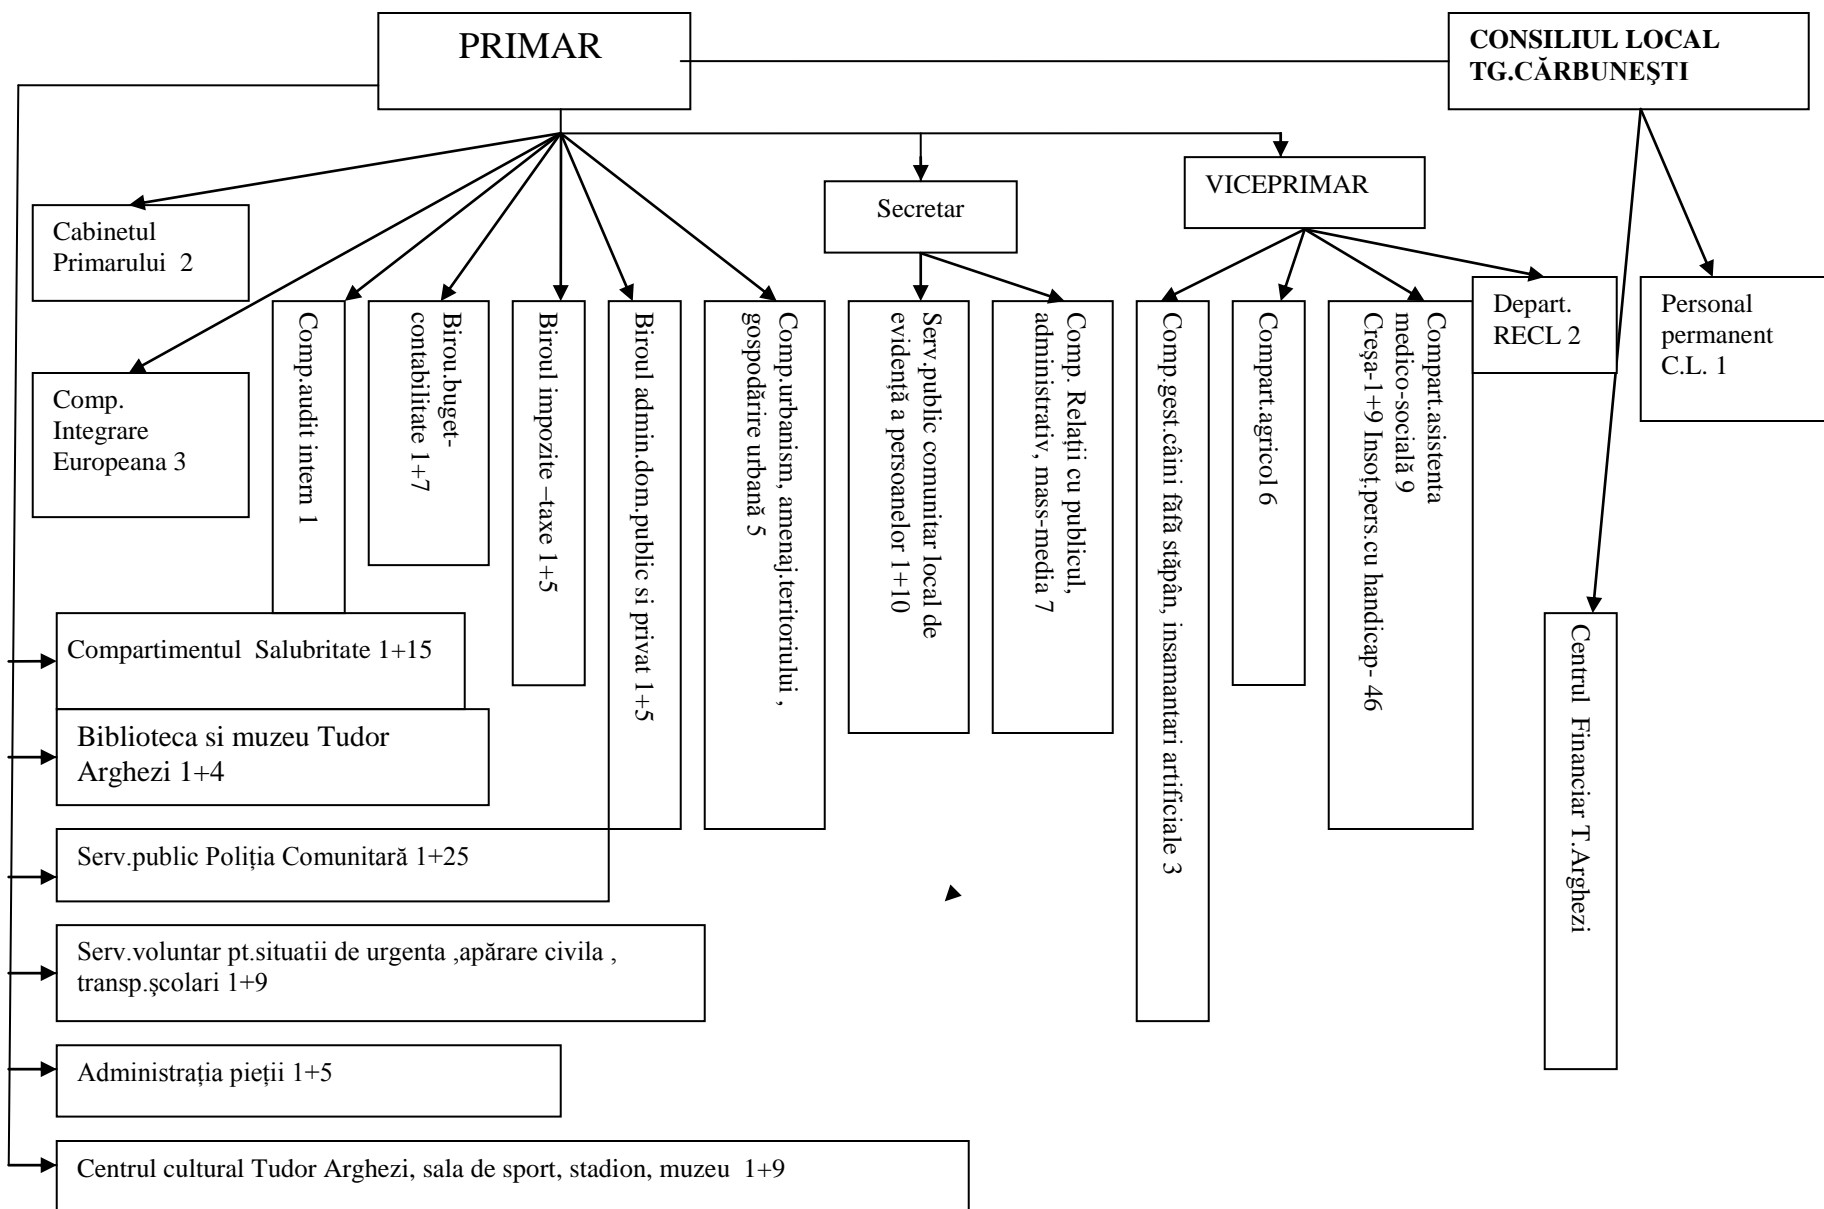 PRIMAR
CONSILIUL LOCAL
TG.CĂRBUNEŞTI
VICEPRIMAR
Secretar
Cabinetul
Primarului 2
Comp.
Integrare
Europeana 3
Comp.audit intern 1
Birou.buget-
contabilitate 1+7
Biroul impozite –taxe 1+5
Biroul admin.dom.public si privat 1+5
Comp.urbanism, amenaj.teritoriului ,
gospodărire urbană 5
Serv.public comunitar local de
evidenţă a persoanelor 1+10
Comp. Relaţii cu publicul,
administrativ, mass-media 7
Comp.gest.câini făfă stăpân, insamantari artificiale 3
Compart.agricol 6
Compart.asistenta
medico-socială 9
Creşa-1+9 Insoţ.pers.cu handicap- 46
Depart.
RECL 2
Personal
permanent
C.L. 1
Centrul Financiar T.Arghezi
Compartimentul Salubritate 1+15
Biblioteca si muzeu Tudor
Arghezi 1+4
Serv.public Poliţia Comunitară 1+25
Serv.voluntar pt.situatii de urgenta ,apărare civila ,
transp.şcolari 1+9
Administraţia pieţii 1+5
Centrul cultural Tudor Arghezi, sala de sport, stadion, muzeu 1+9